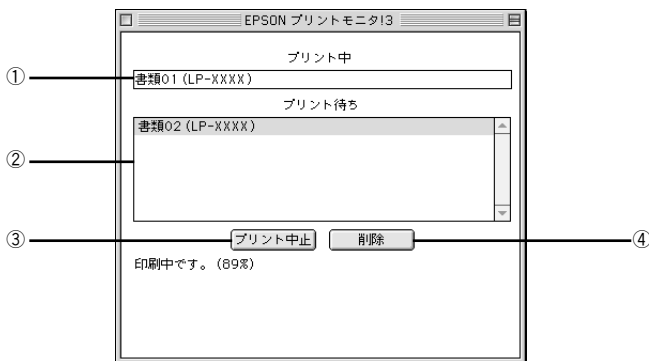 EPSON プリントモニタ!3
プリント中
① 書類01 (LP-XXXX)
プリント待ち
書類02 (LP-XXXX)
②
③ プリント中止 削除 ④
印刷中です。(89%)